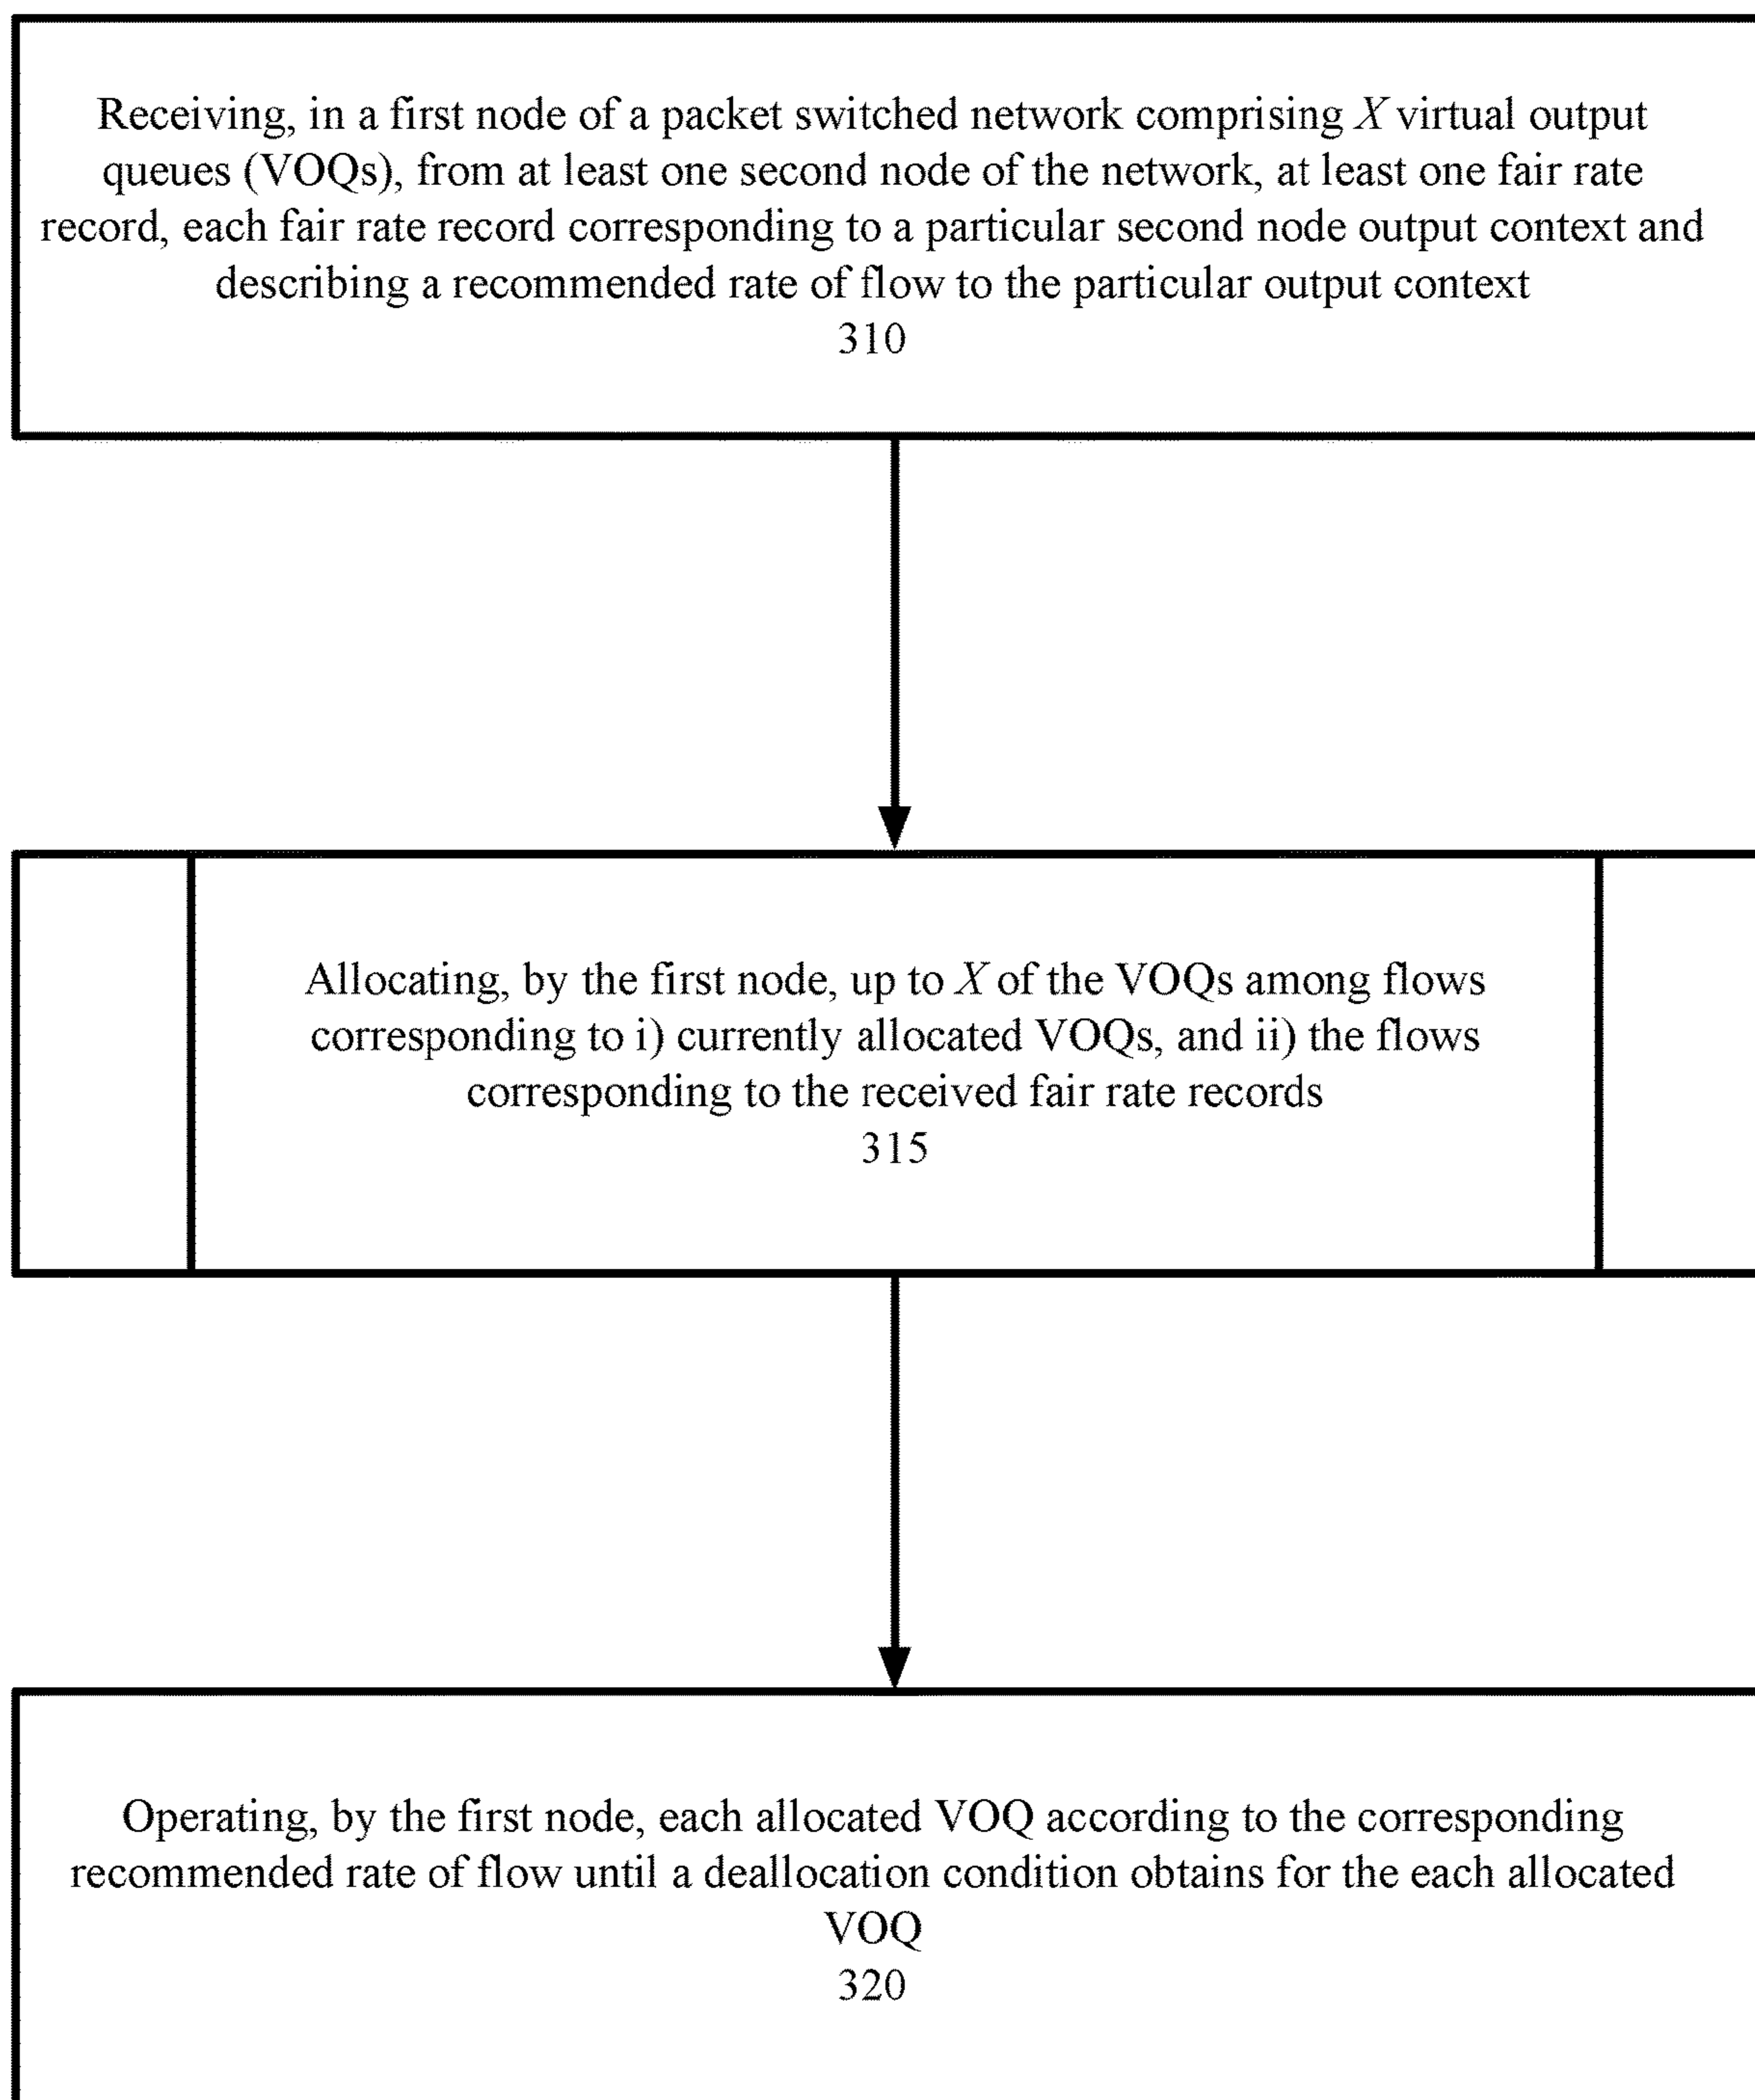 Receiving, in a first node of a packet switched network comprising X virtual output
queues (VOQs), from at least one second node of the network, at least one fair rate
record, each fair rate record corresponding to a particular second node output context and
describing a recommended rate of flow to the particular output context
310
Allocating, by the first node, up to X of the VOQs among flows
corresponding to i) currently allocated VOQs, and ii) the flows
corresponding to the received fair rate records
315
Operating, by the first node, each allocated VOQ according to the corresponding
recommended rate of flow until a deallocation condition obtains for the each allocated
VOQ
320